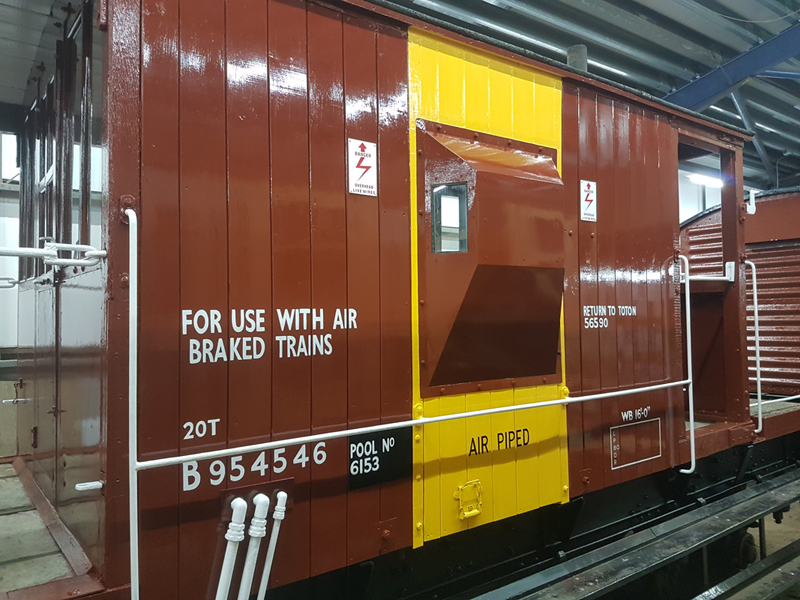 DANGER
OVERHEAD
LIVE WIRES
DANGER
FOR USE WITH AIR
BRAKED TRAINS
RETURN TO TOTON
56590
20T
B954546
POOL Nº
6153
AIR PIPED
WB 16'-0"